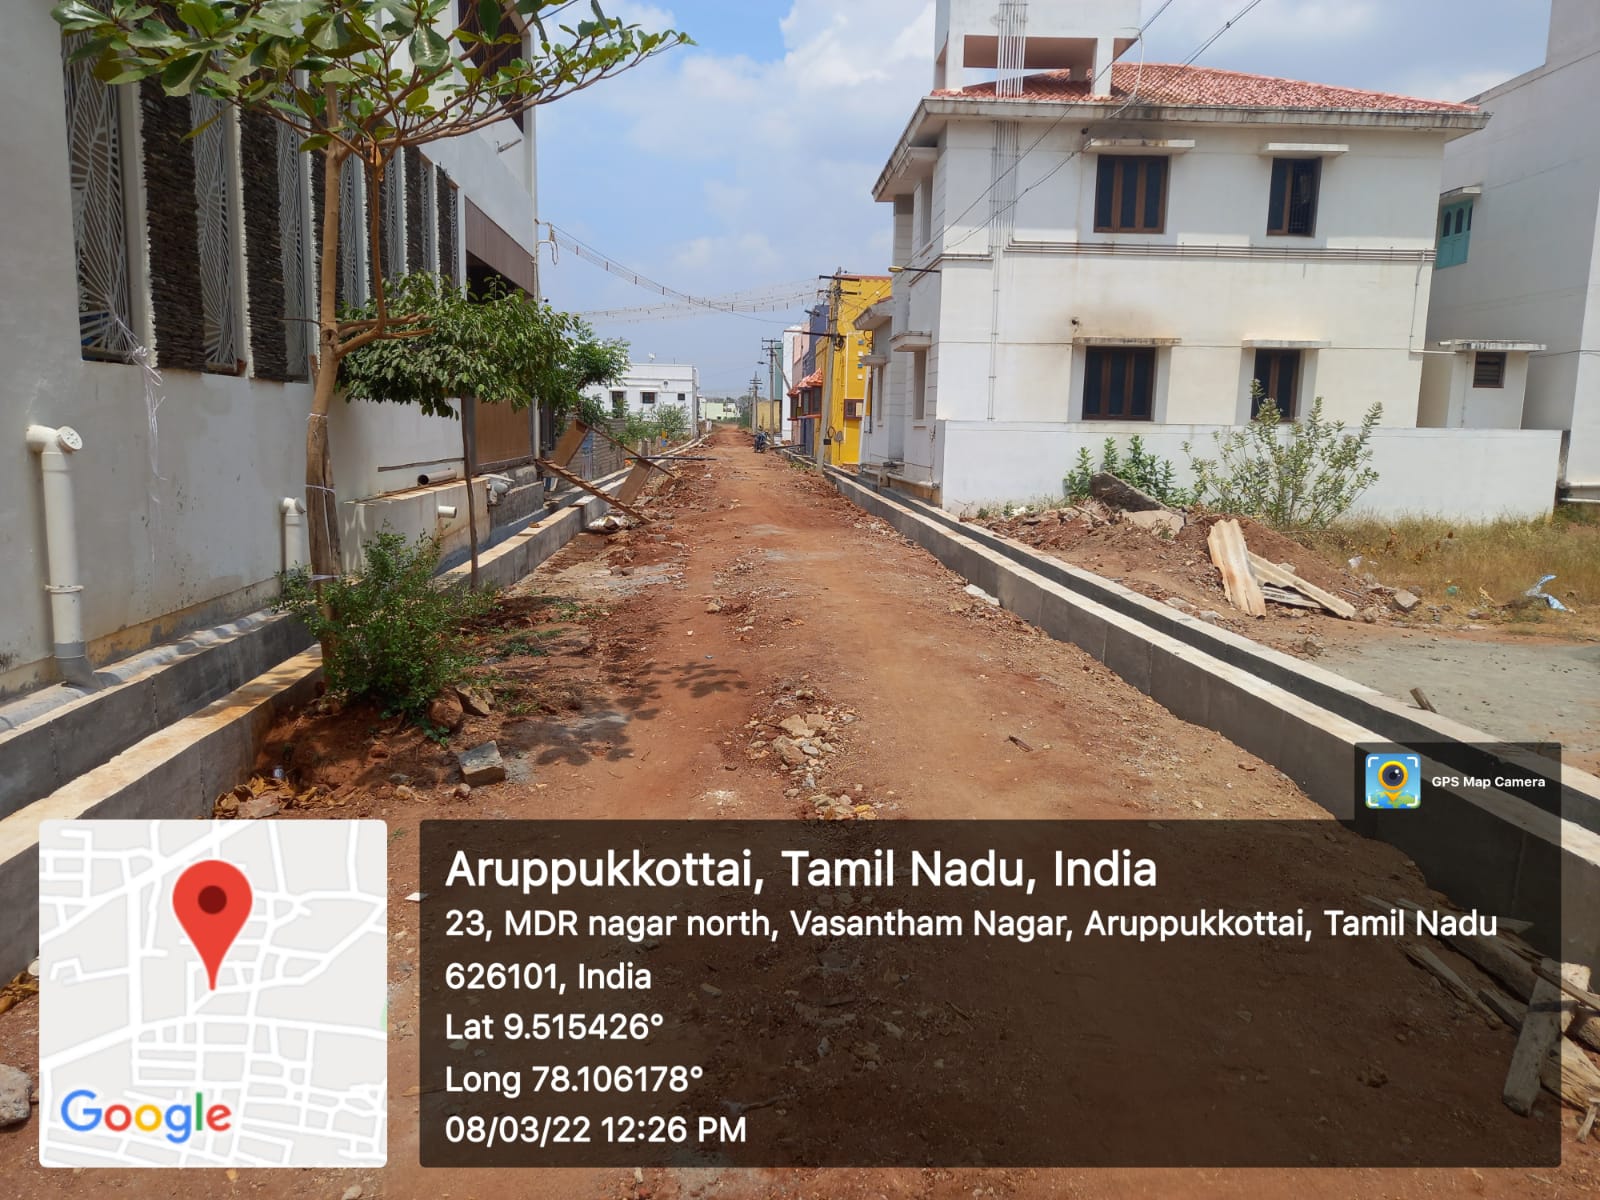 GPS Map Camera
Aruppukkottai, Tamil Nadu, India
23, MDR nagar north, Vasantham Nagar, Aruppukkottai, Tamil Nadu
626101, India
Lat 9.515426°
Long 78.106178°
08/03/22 12:26 PM
Google